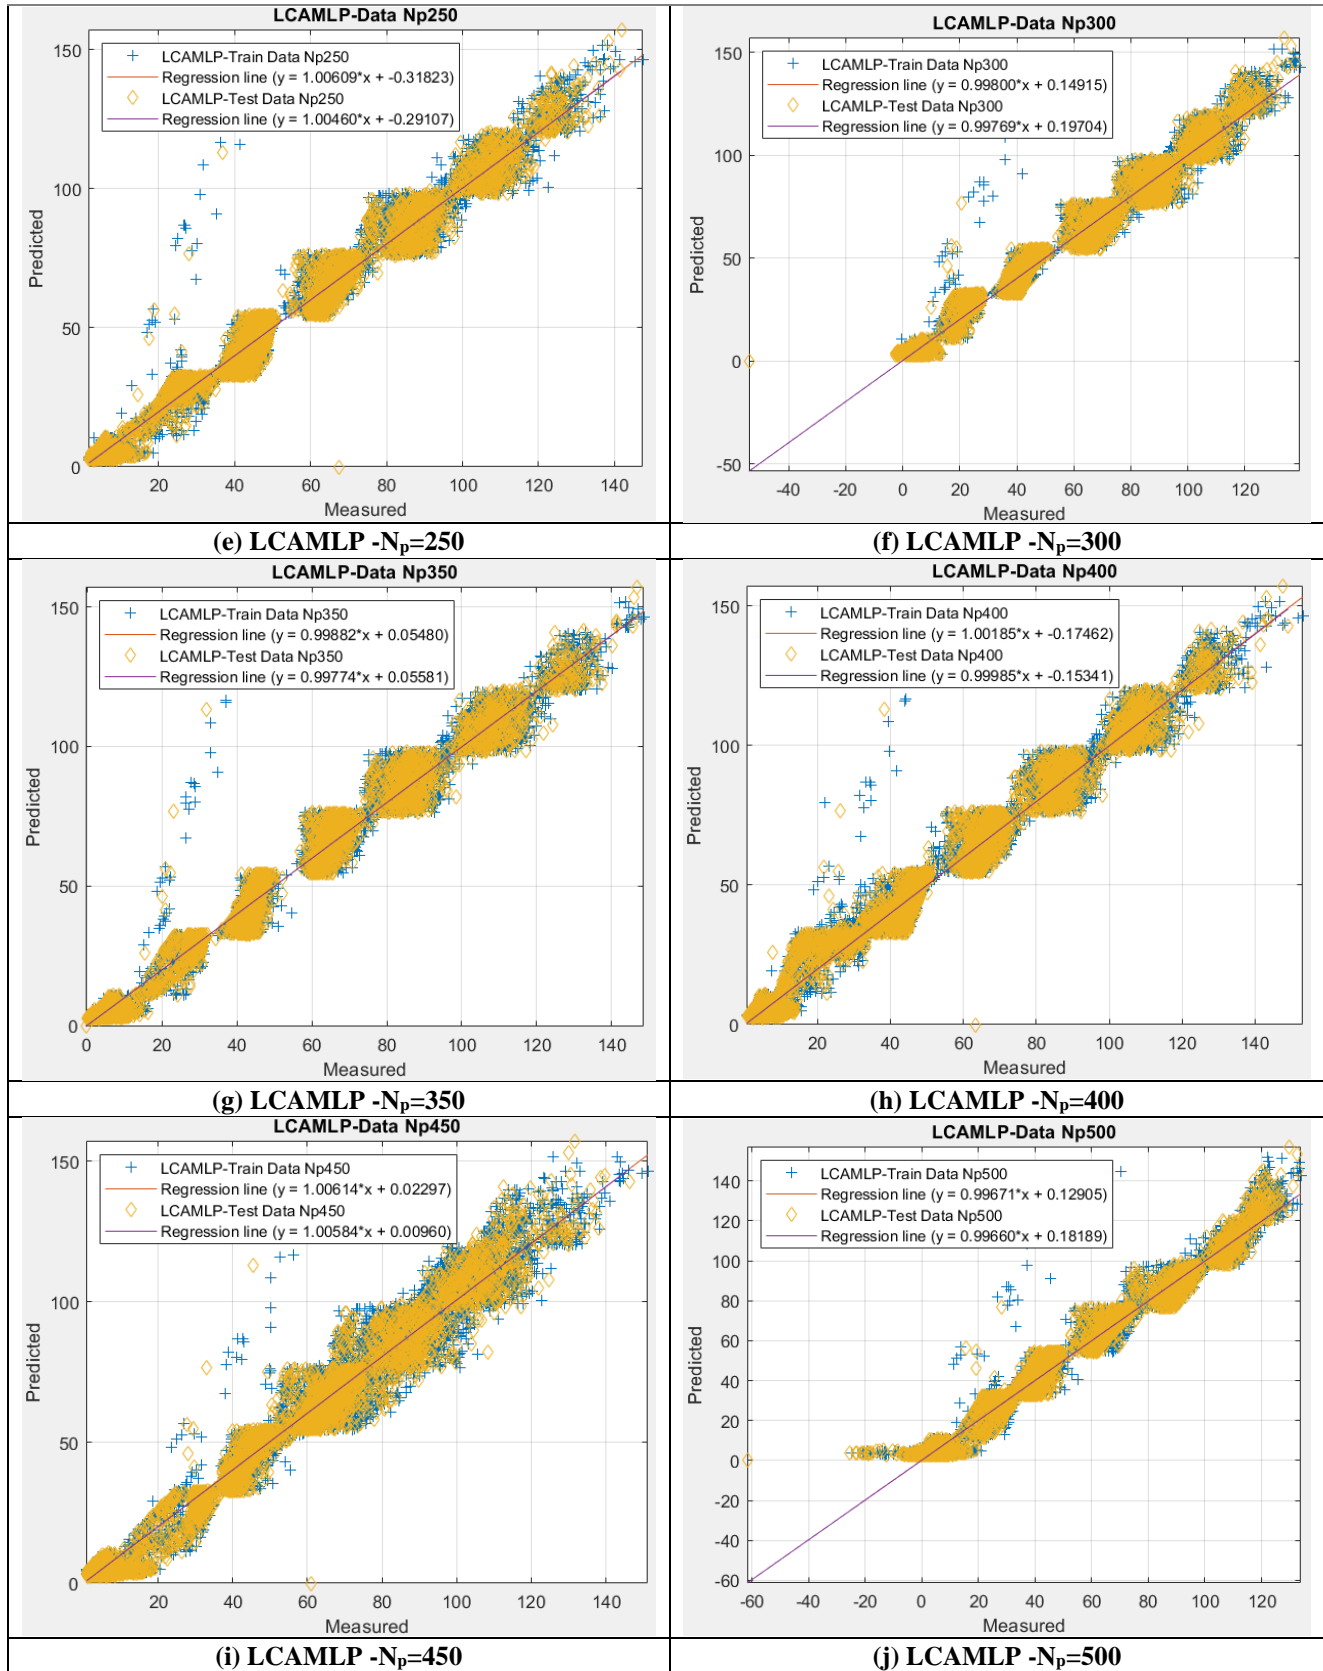 LCAMLP-Data Np250
LCAMLP-Train Data Np250
Regression line (y = 1.00609*x + -0.31823)
LCAMLP-Test Data Np250
Regression line (y = 1.00460*x + -0.29107)
150
100
50
0
Predicted
20 40 60 80 100 120 140
Measured
(e) LCAMLP -Np=250
LCAMLP-Data Np300
LCAMLP-Train Data Np300
Regression line (y = 0.99800*x + 0.14915)
LCAMLP-Test Data Np300
Regression line (y = 0.99769*x + 0.19704)
150
100
50
0
-50
Predicted
-40 -20 0 20 40 60 80 100 120
Measured
(f) LCAMLP -Np=300
LCAMLP-Data Np350
LCAMLP-Train Data Np350
Regression line (y = 0.99882*x + 0.05480)
LCAMLP-Test Data Np350
Regression line (y = 0.99774*x + 0.05581)
150
100
50
0
Predicted
0 20 40 60 80 100 120 140
Measured
(g) LCAMLP -Np=350
LCAMLP-Data Np400
LCAMLP-Train Data Np400
Regression line (y = 1.00185*x + -0.17462)
LCAMLP-Test Data Np400
Regression line (y = 0.99985*x + -0.15341)
150
100
50
0
Predicted
20 40 60 80 100 120 140
Measured
(h) LCAMLP -Np=400
LCAMLP-Data Np450
LCAMLP-Train Data Np450
Regression line (y = 1.00614*x + 0.02297)
LCAMLP-Test Data Np450
Regression line (y = 1.00584*x + 0.00960)
150
100
50
0
Predicted
20 40 60 80 100 120 140
Measured
(i) LCAMLP -Np=450
LCAMLP-Data Np500
LCAMLP-Train Data Np500
Regression line (y = 0.99671*x + 0.12905)
LCAMLP-Test Data Np500
Regression line (y = 0.99660*x + 0.18189)
140
120
100
80
60
40
20
0
-20
-40
-60
Predicted
-60 -40 -20 0 20 40 60 80 100 120
Measured
(j) LCAMLP -Np=500